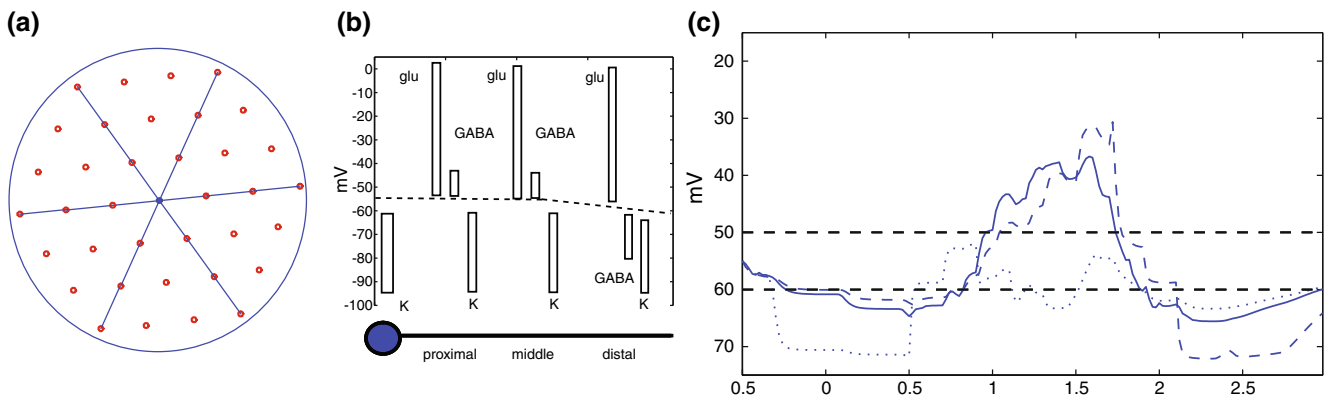 (a)
(b)
(c)
mV
0
-10
-20
-30
-40
-50
-60
-70
-80
-90
-100
glu
glu
glu
GABA
GABA
GABA
K
K
K
K
proximal
middle
distal
mV
15
20
30
40
50
60
70
0.5
0
0.5
1
1.5
2
2.5